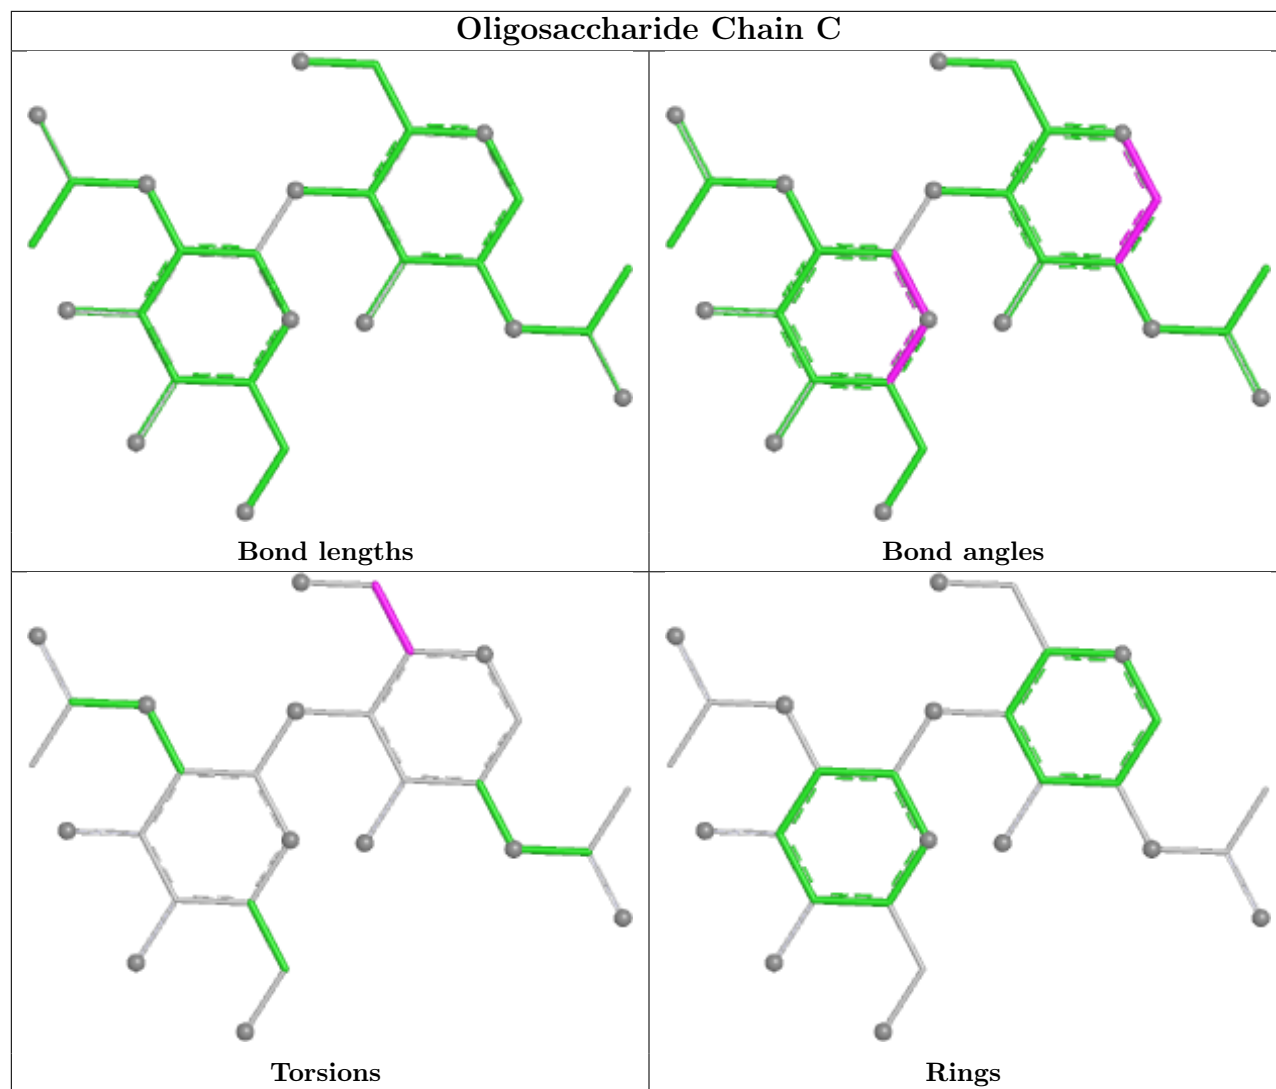 Oligosaccharide Chain C
Bond lengths
Bond angles
Torsions
Rings